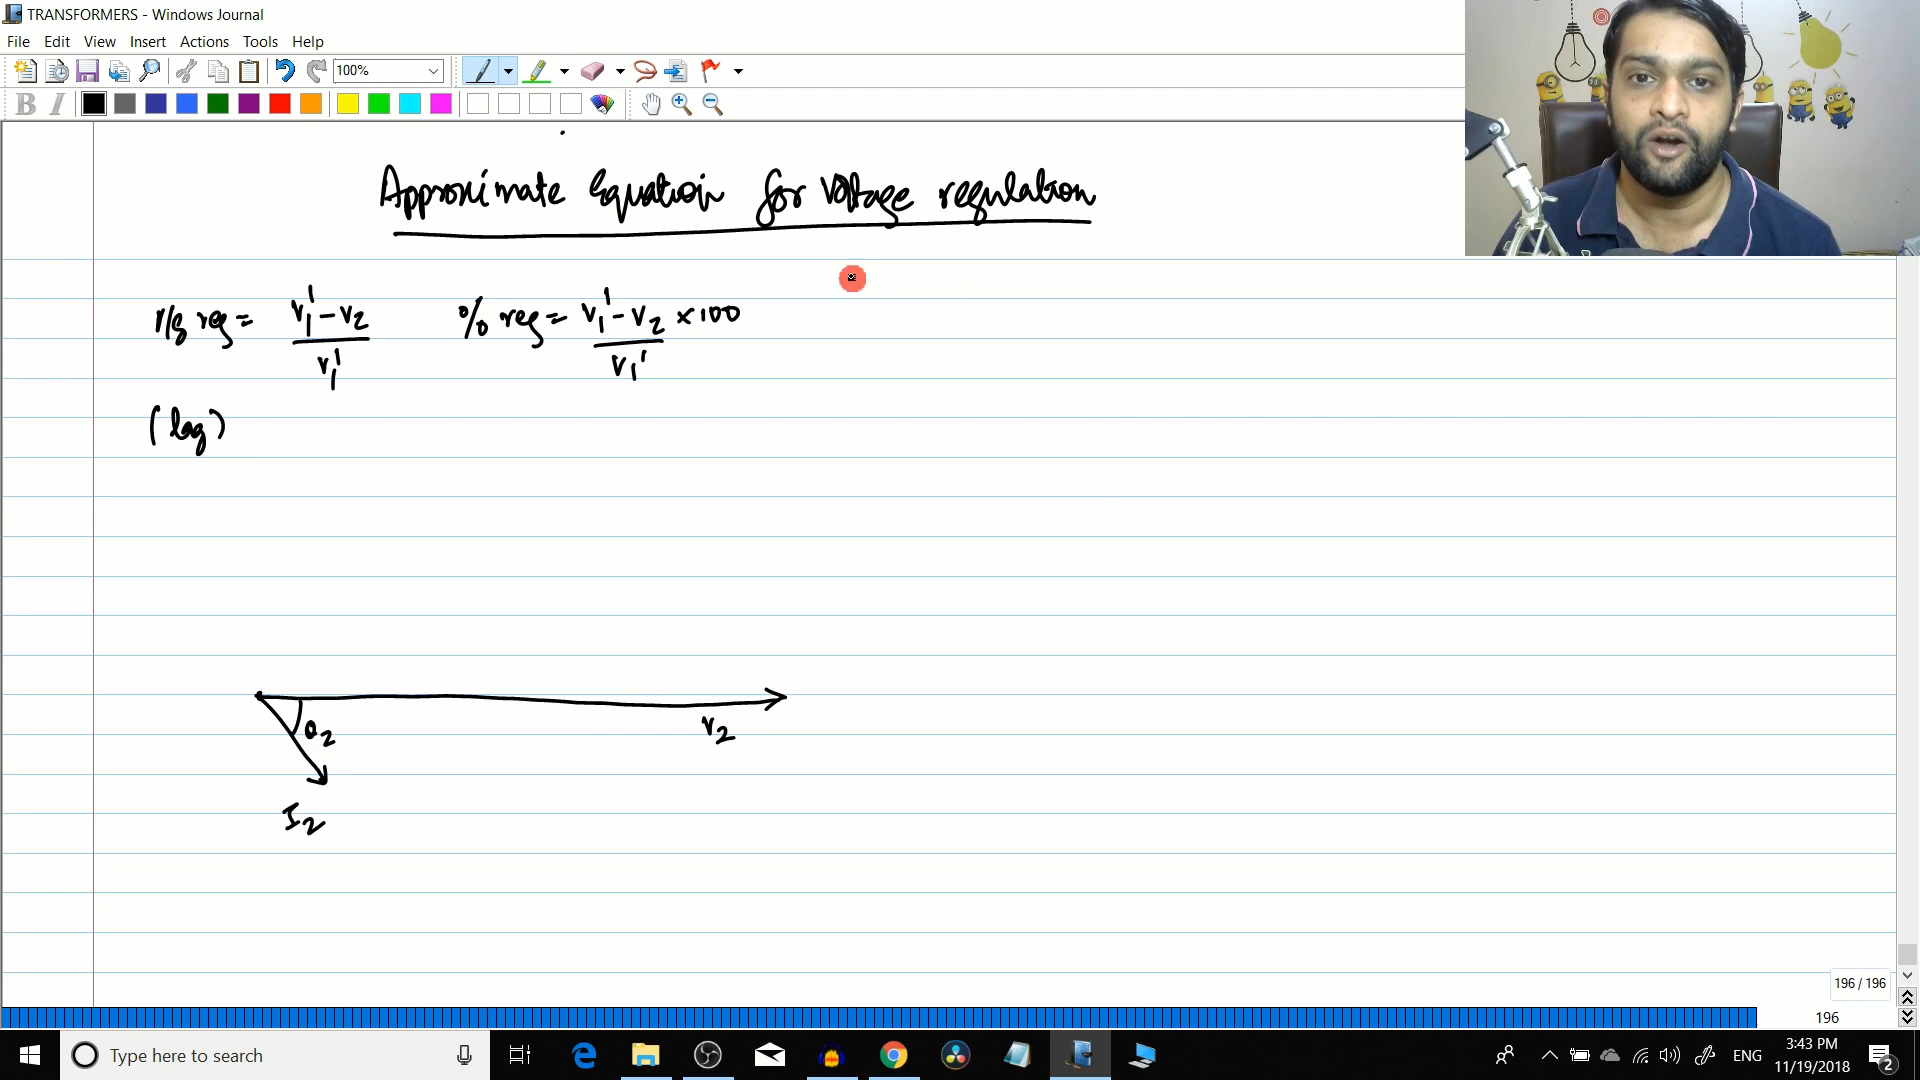 TRANSFORMERS - Windows Journal
File Edit View Insert Actions Tools Help
100%
B I
Approximate Equation for Voltage regulation
reg = V1' - V2 / V1' % reg = V1' - V2 / V1' × 100
(lag)
θ2
V2
I2
196 / 196
196
Type here to search
ENG
3:43 PM
11/19/2018
2